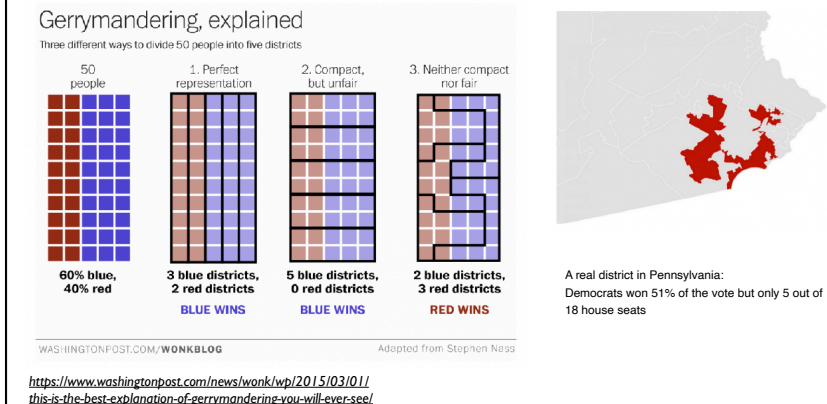 Gerrymandering, explained
Three different ways to divide 50 people into five districts
50
people
60% blue,
40% red
1. Perfect
representation
3 blue districts,
2 red districts
BLUE WINS
2. Compact,
but unfair
5 blue districts,
0 red districts
BLUE WINS
3. Neither compact
nor fair
2 blue districts,
3 red districts
RED WINS
WASHINGTONPOST.COM/WONKBLOG
Adapted from Stephen Nass
https://www.washingtonpost.com/news/wonk/wp/2015/03/01/
this-is-the-best-explanation-of-gerrymandering-you-will-ever-see/
A real district in Pennsylvania:
Democrats won 51% of the vote but only 5 out of
18 house seats